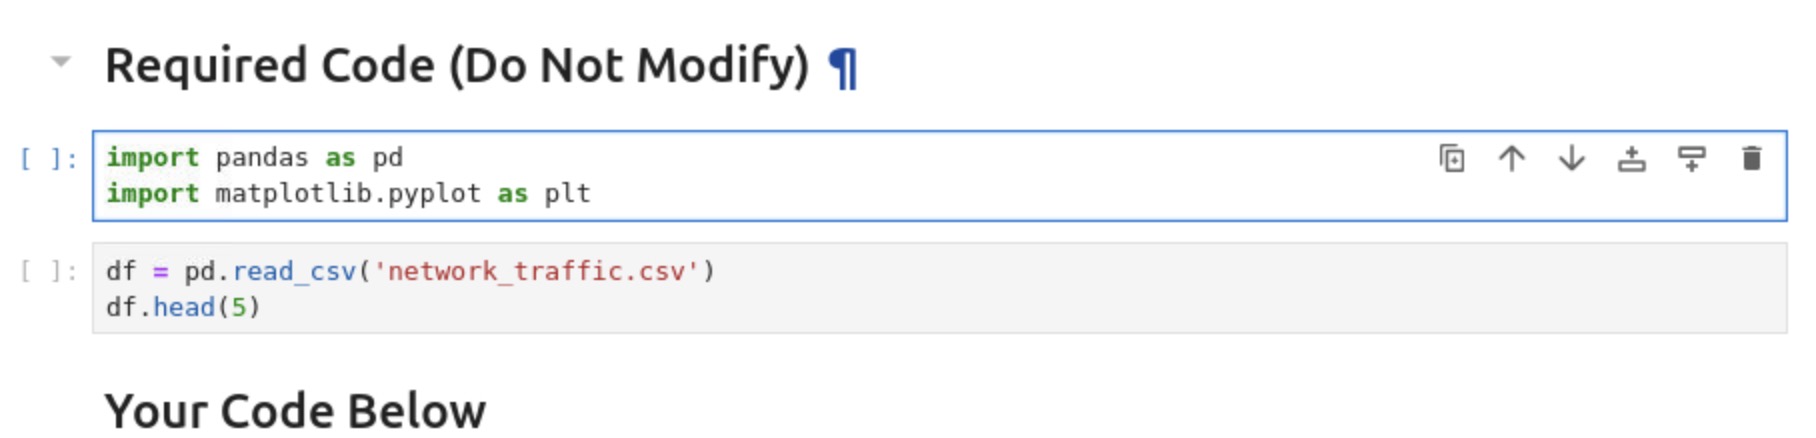 Required Code (Do Not Modify) ¶
[ ]: import pandas as pd
import matplotlib.pyplot as plt
[ ]: df = pd.read_csv('network_traffic.csv')
df.head(5)
Your Code Below